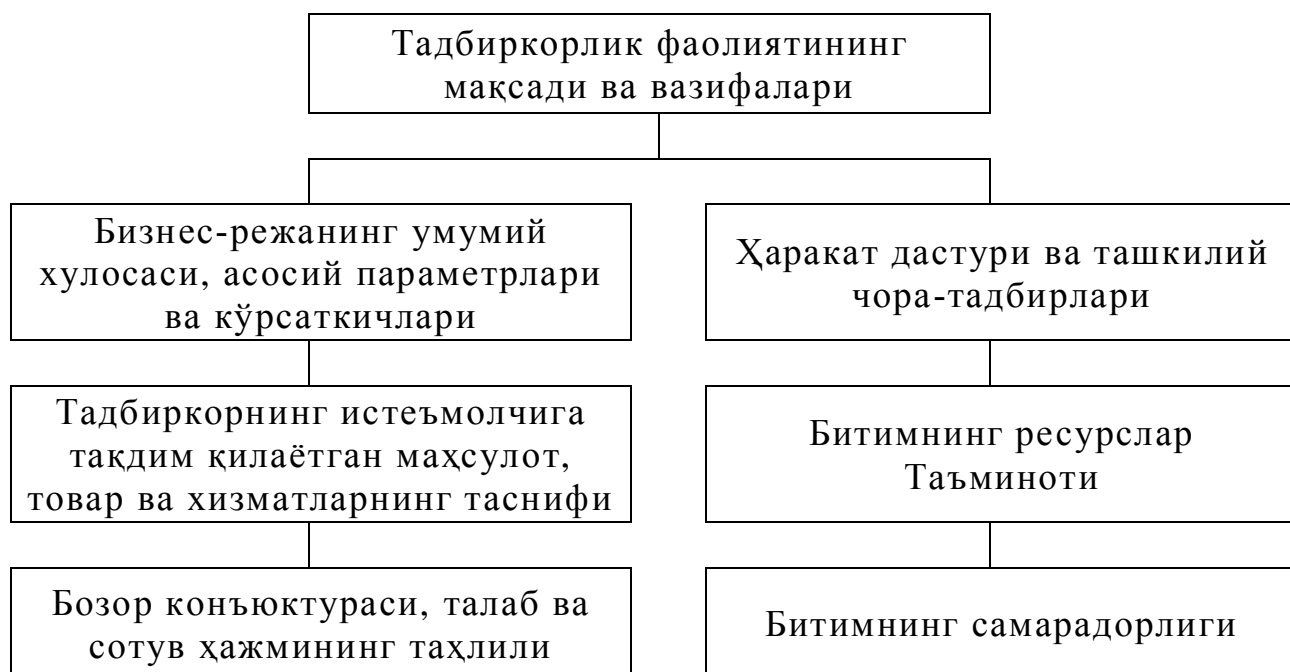 Тадбиркорлик фаолиятининг
мақсади ва вазифалари
Бизнес-режанинг умумий
хулосаси, асосий параметрлари
ва кўрсаткичлари
Ҳаракат дастури ва ташкилий
чора-тадбирлари
Тадбиркорнинг истеъмолчига
тақдим қилаётган маҳсулот,
товар ва хизматларнинг таснифи
Битимнинг ресурслар
Таъминоти
Бозор конъюктураси, талаб ва
сотув ҳажмининг таҳлили
Битимнинг самарадорлиги